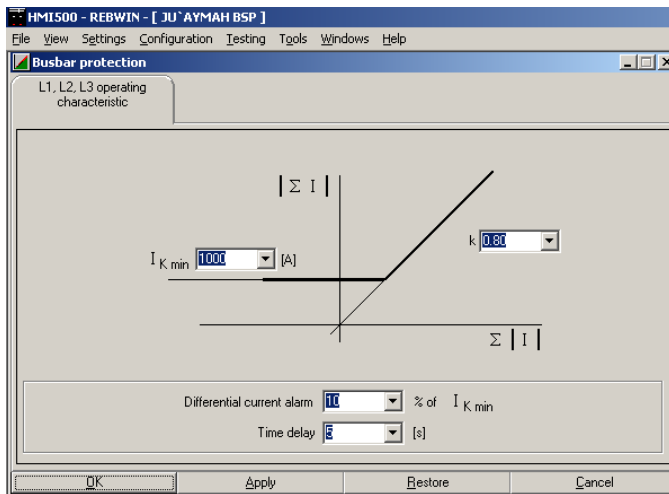 HMI500 - REBWIN - [ JU`AYMAH BSP ]
File View Settings Configuration Testing Tools Windows Help
Busbar protection
L1, L2, L3 operating
characteristic
| Σ I |
k 0.80
I K min 1000 [A]
Σ | I |
Differential current alarm 10 % of I K min
Time delay 5 [s]
OK Apply Restore Cancel